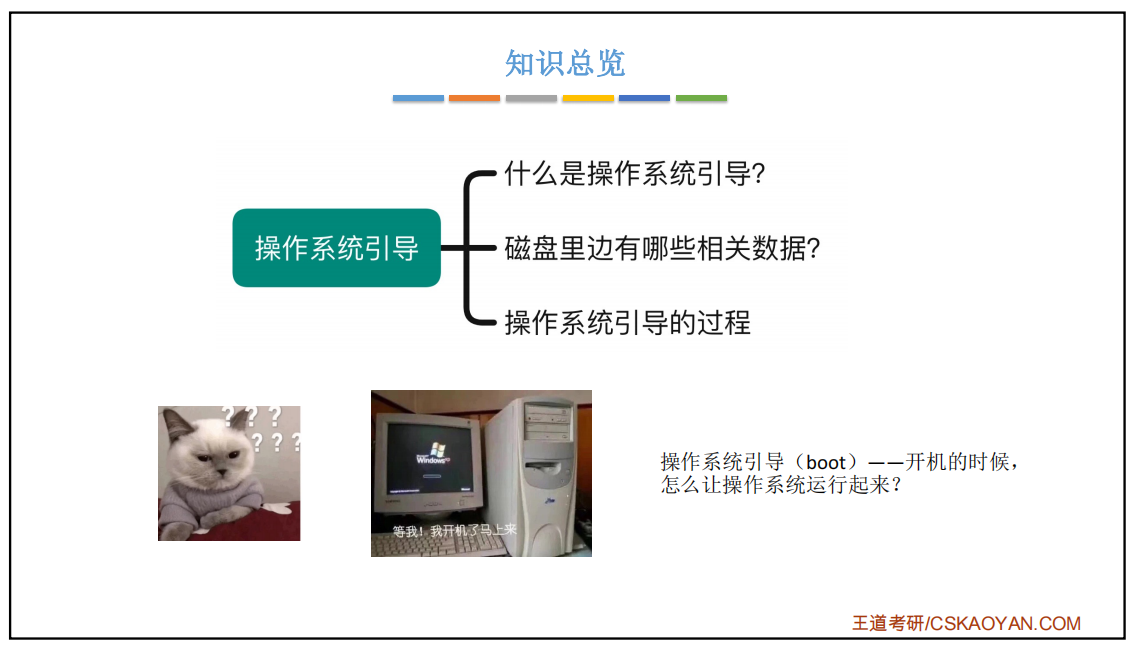 知识总览
什么是操作系统引导?
操作系统引导
磁盘里边有哪些相关数据?
操作系统引导的过程
? ? ?
? ? ?
Windows
等我！我开机了马上来
操作系统引导（boot）——开机的时候，
怎么让操作系统运行起来？
王道考研/CSKAOYAN.COM